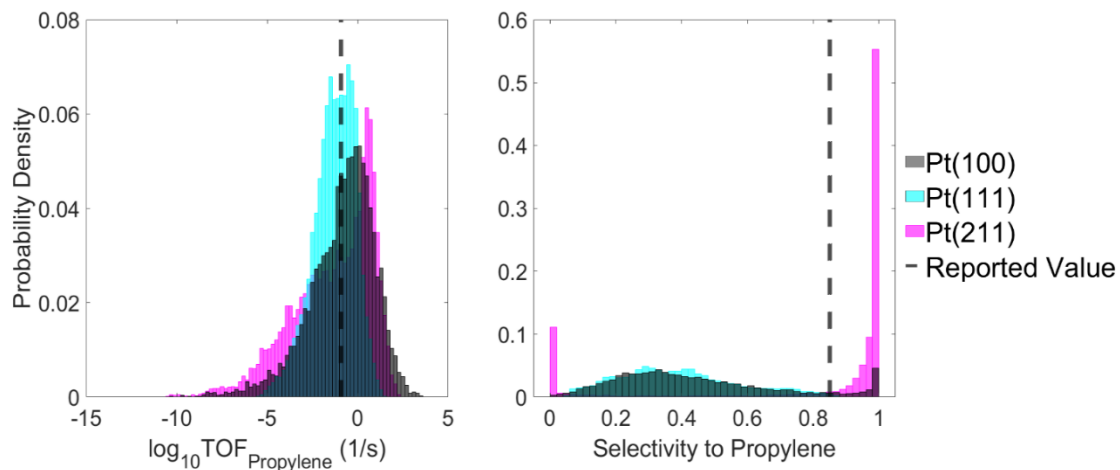 0.08
0.06
0.04
0.02
0
Probability Density
-15 -10 -5 0 5
log₁₀TOF_Propylene (1/s)
0.6
0.5
0.4
0.3
0.2
0.1
0
0 0.2 0.4 0.6 0.8 1
Selectivity to Propylene
Pt(100)
Pt(111)
Pt(211)
Reported Value